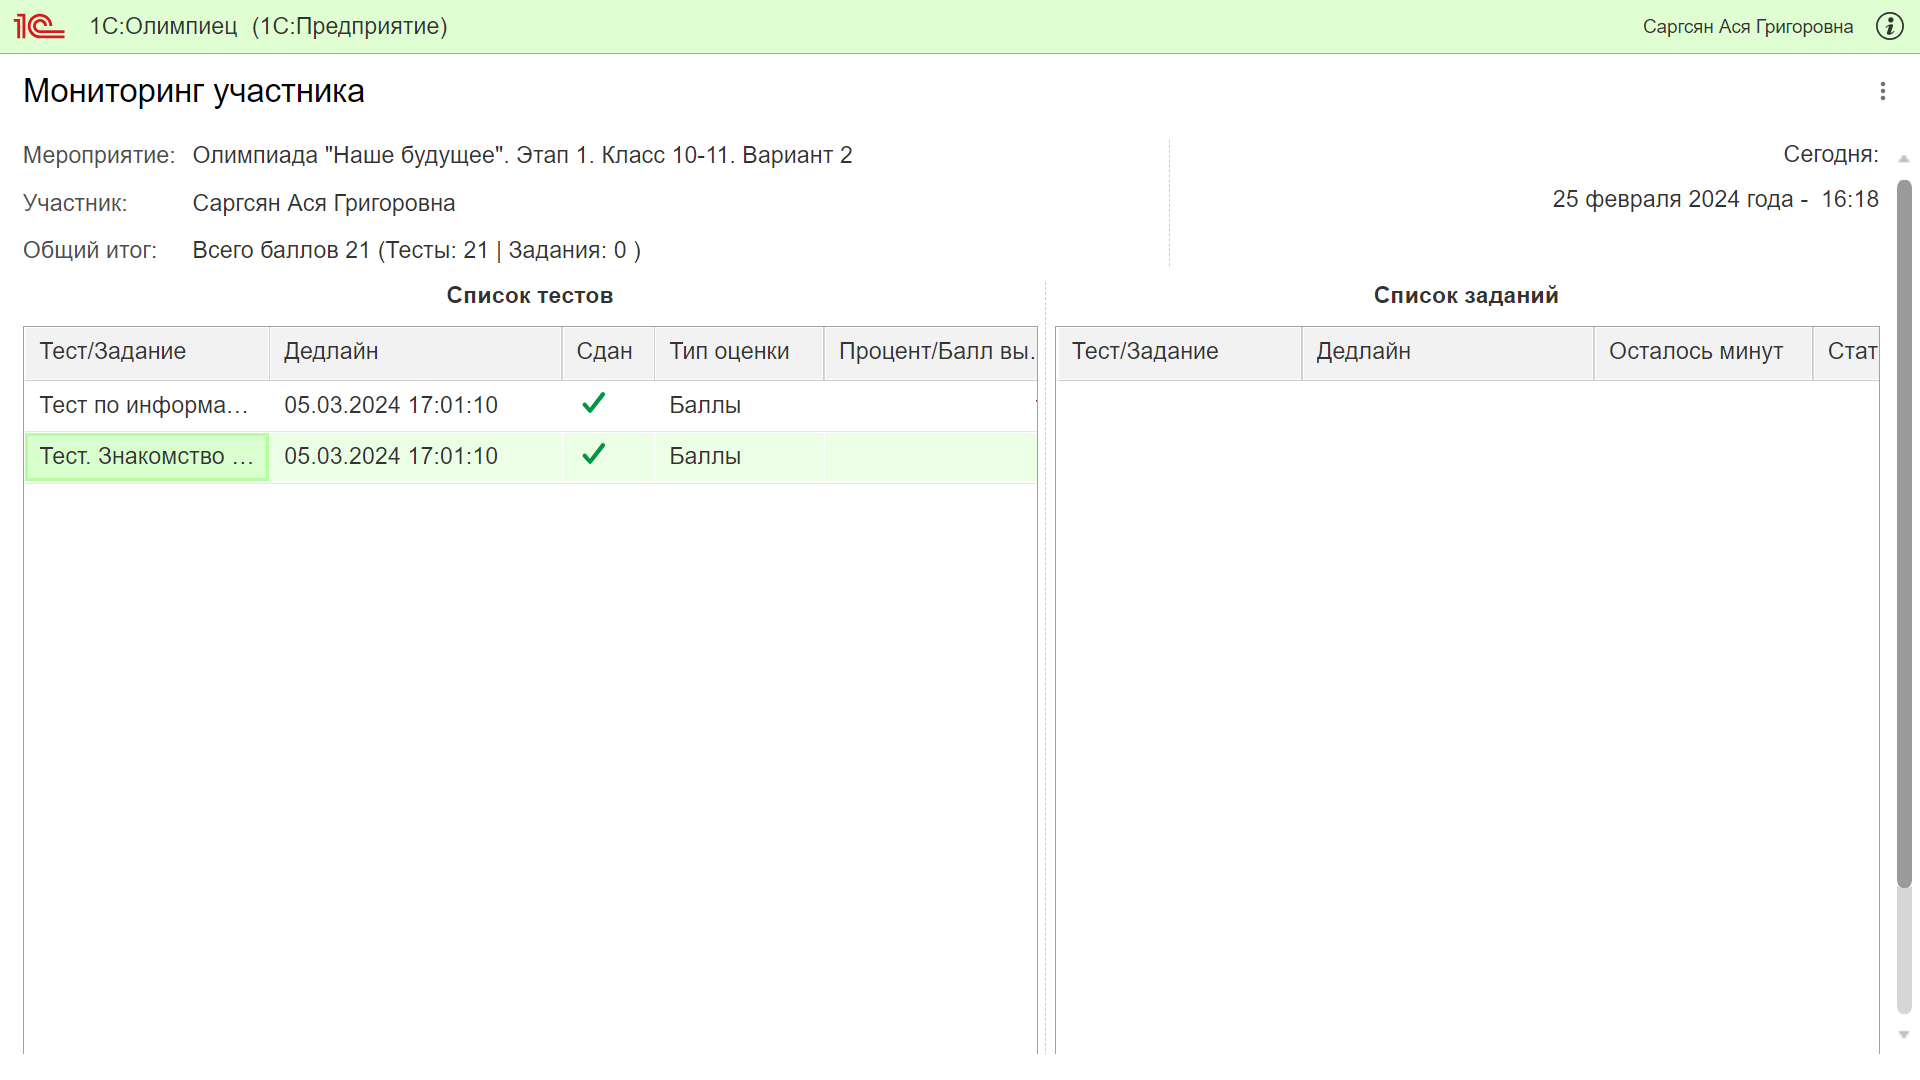 1С:Олимпиец (1С:Предприятие)
Саргсян Ася Григоровна
Мониторинг участника
Мероприятие: Олимпиада "Наше будущее". Этап 1. Класс 10-11. Вариант 2
Сегодня:
Участник: Саргсян Ася Григоровна
25 февраля 2024 года - 16:18
Общий итог: Всего баллов 21 (Тесты: 21 | Задания: 0 )
Список тестов
Тест/Задание Дедлайн Сдан Тип оценки Процент/Балл вы.
Тест по информа... 05.03.2024 17:01:10 Баллы
Тест. Знакомство ... 05.03.2024 17:01:10 Баллы
Список заданий
Тест/Задание Дедлайн Осталось минут Стат